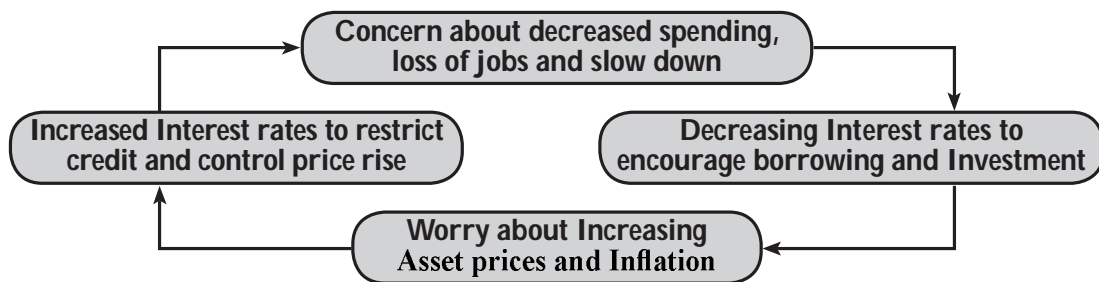 Concern about decreased spending,
loss of jobs and slow down
Increased Interest rates to restrict
credit and control price rise
Decreasing Interest rates to
encourage borrowing and Investment
Worry about Increasing
Asset prices and Inflation